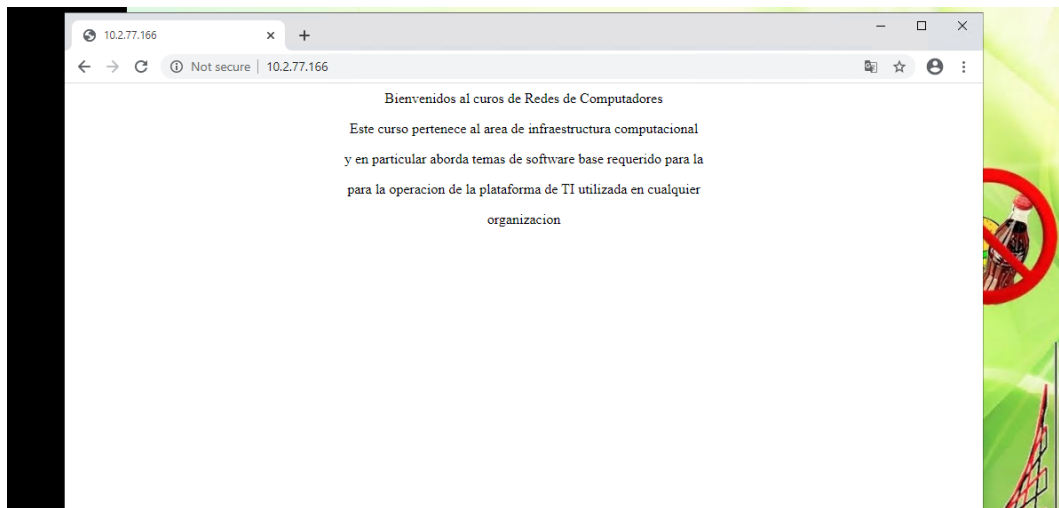 10.2.77.166
Not secure | 10.2.77.166
Bienvenidos al curos de Redes de Computadores
Este curso pertenece al area de infraestructura computacional
y en particular aborda temas de software base requerido para la
para la operacion de la plataforma de TI utilizada en cualquier
organizacion